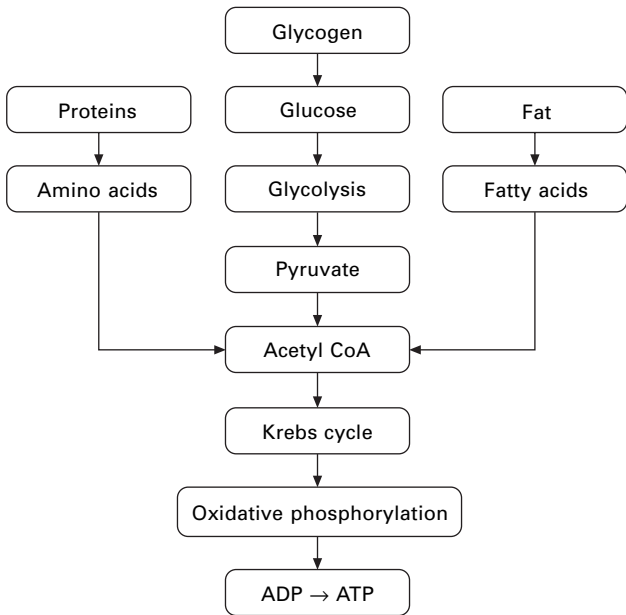 Glycogen
Proteins
Glucose
Fat
Amino acids
Glycolysis
Fatty acids
Pyruvate
Acetyl CoA
Krebs cycle
Oxidative phosphorylation
ADP → ATP